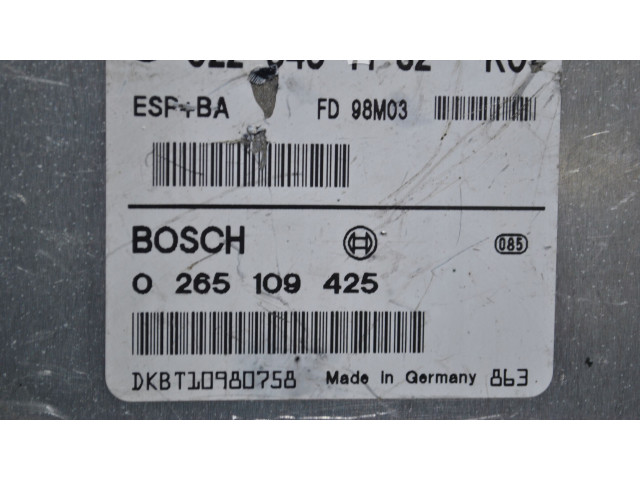 ESP+BA FD 98M03
BOSCH 085
0 265 109 425
DKBT10980758 Made in Germany 863